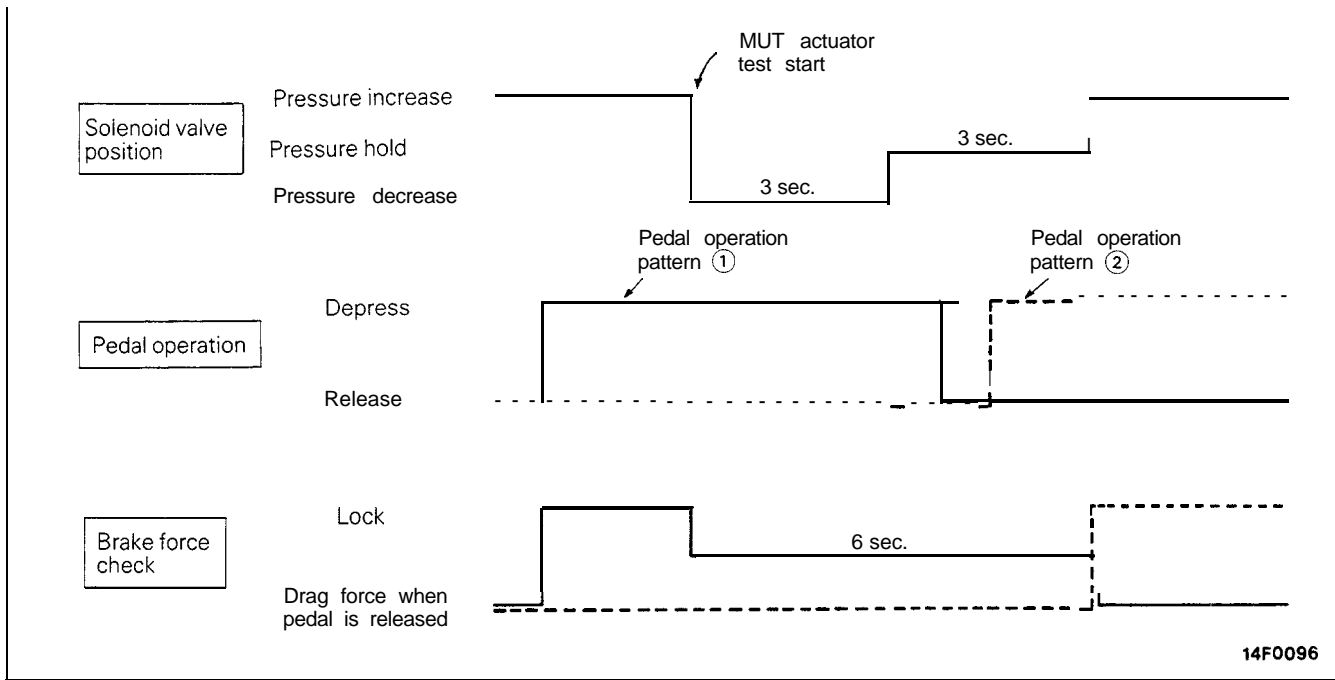 MUT actuator
test start
Solenoid valve
position
Pressure increase
Pressure hold
Pressure decrease
3 sec.
3 sec.
Pedal operation
pattern ①
Pedal operation
pattern ②
Pedal operation
Depress
Release
Brake force
check
Lock
Drag force when
pedal is released
6 sec.
14F0096